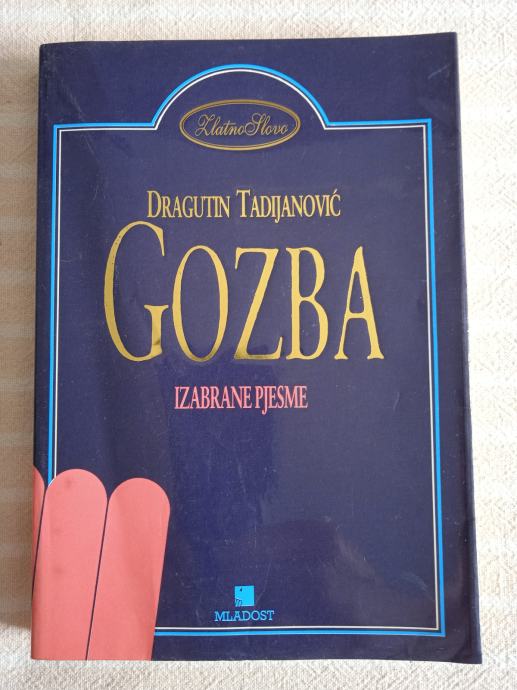 Zlatno Slovo
DRAGUTIN TADIJANOVIĆ
GOZBA
IZABRANE PJESME
MLADOST